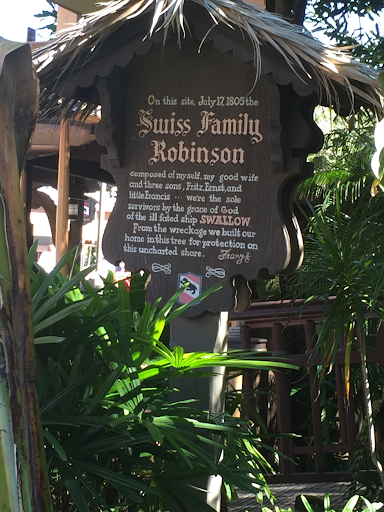 On this site, July 17, 1805 the
Swiss Family
Robinson
composed of myself, my good wife
and three sons, Fritz, Ernst, and
little Francis ... were the sole
survivors by the grace of God
of the ill fated ship SWALLOW.
From the wreckage we built our
home in this tree for protection on
this uncharted shore. Franz